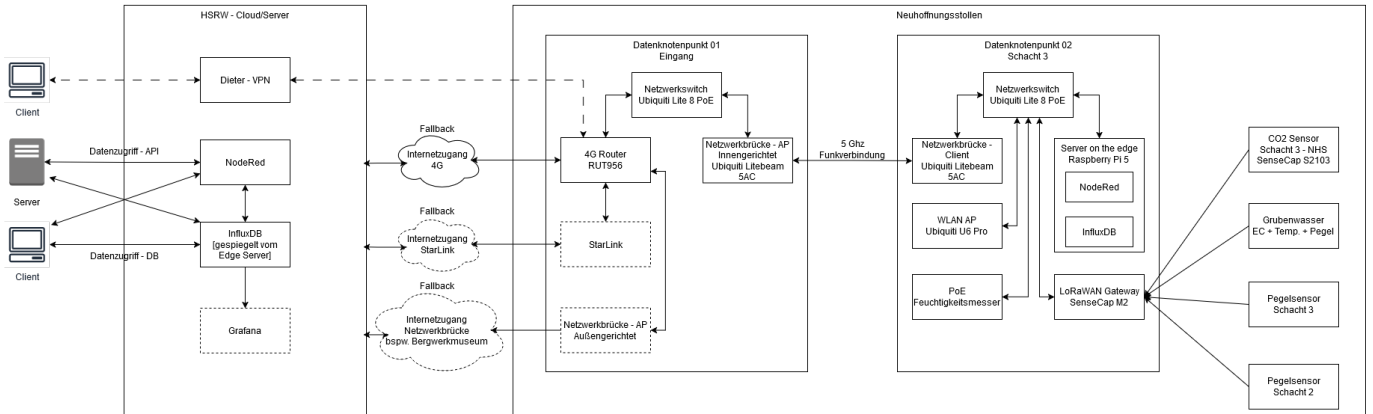 HSRW - Cloud/Server
Neuhoffnungsstollen
Client
Server
Client
Datenzugriff - API
Datenzugriff - DB
Dieter - VPN
NodeRed
InfluxDB
[gespiegelt vom
Edge Server]
Grafana
Fallback
Internetzugang
4G
Fallback
Internetzugang
StarLink
Fallback
Internetzugang
Netzwerkbrücke
bspw. Bergwerkmuseum
Datenknotenpunkt 01
Eingang
Netzwerkswitch
Ubiquiti Lite 8 PoE
4G Router
RUT956
Netzwerkbrücke - AP
Innengerichtet
Ubiquiti Litebeam
5AC
StarLink
Netzwerkbrücke - AP
Außengerichtet
5 Ghz
Funkverbindung
Datenknotenpunkt 02
Schacht 3
Netzwerkswitch
Ubiquiti Lite 8 PoE
Netzwerkbrücke -
Client
Ubiquiti Litebeam
5AC
Server on the edge
Raspberry Pi 5
NodeRed
InfluxDB
WLAN AP
Ubiquiti U6 Pro
PoE
Feuchtigkeitsmesser
LoRaWAN Gateway
SenseCap M2
CO2 Sensor
Schacht 3 - NHS
SenseCap S2103
Grubenwasser
EC + Temp. + Pegel
Pegelsensor
Schacht 3
Pegelsensor
Schacht 2